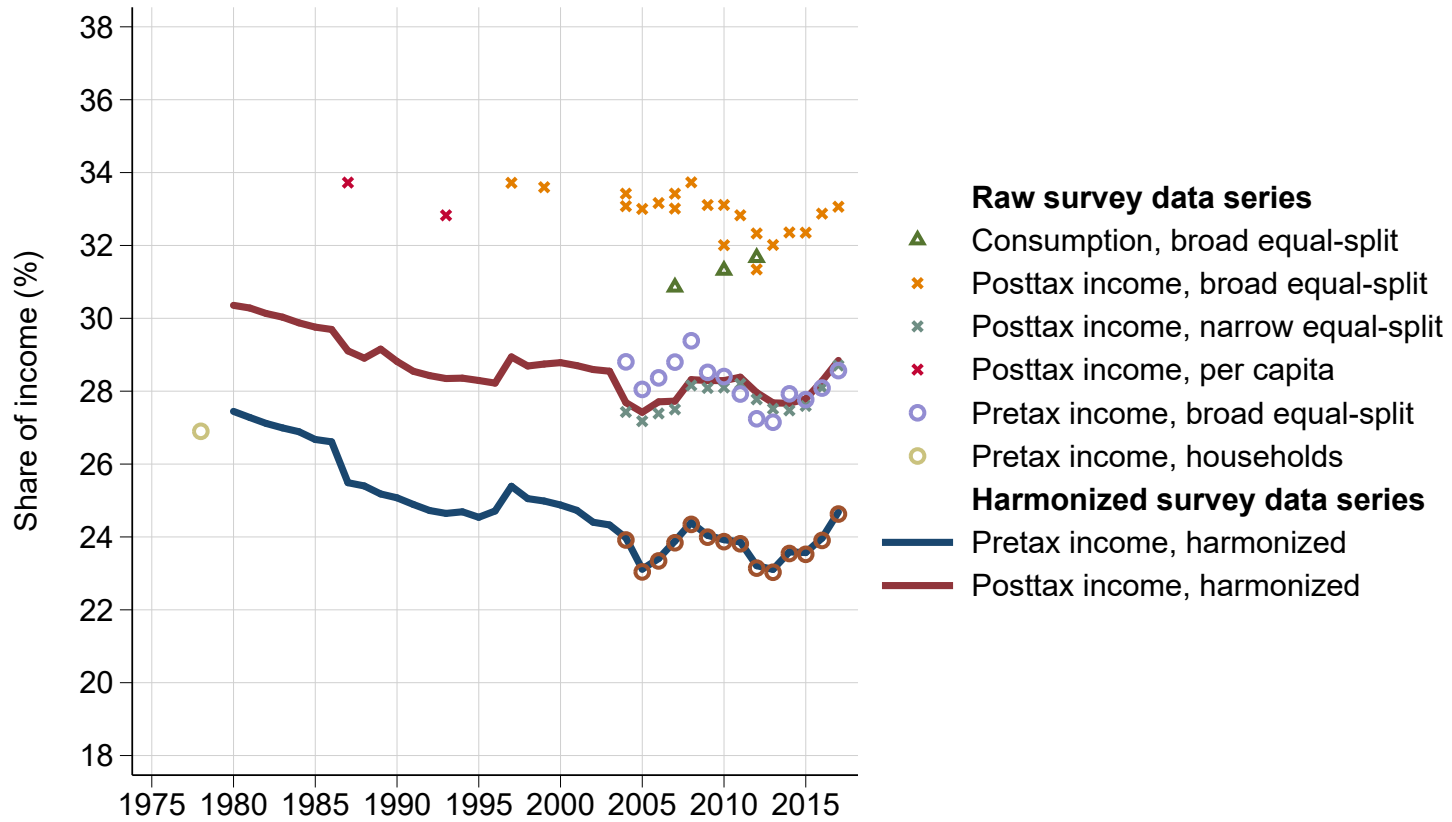 38
36
34
32
30
28
26
24
22
20
18
Share of income (%)
1975 1980 1985 1990 1995 2000 2005 2010 2015
Raw survey data series
Consumption, broad equal-split
Posttax income, broad equal-split
Posttax income, narrow equal-split
Posttax income, per capita
Pretax income, broad equal-split
Pretax income, households
Harmonized survey data series
Pretax income, harmonized
Posttax income, harmonized